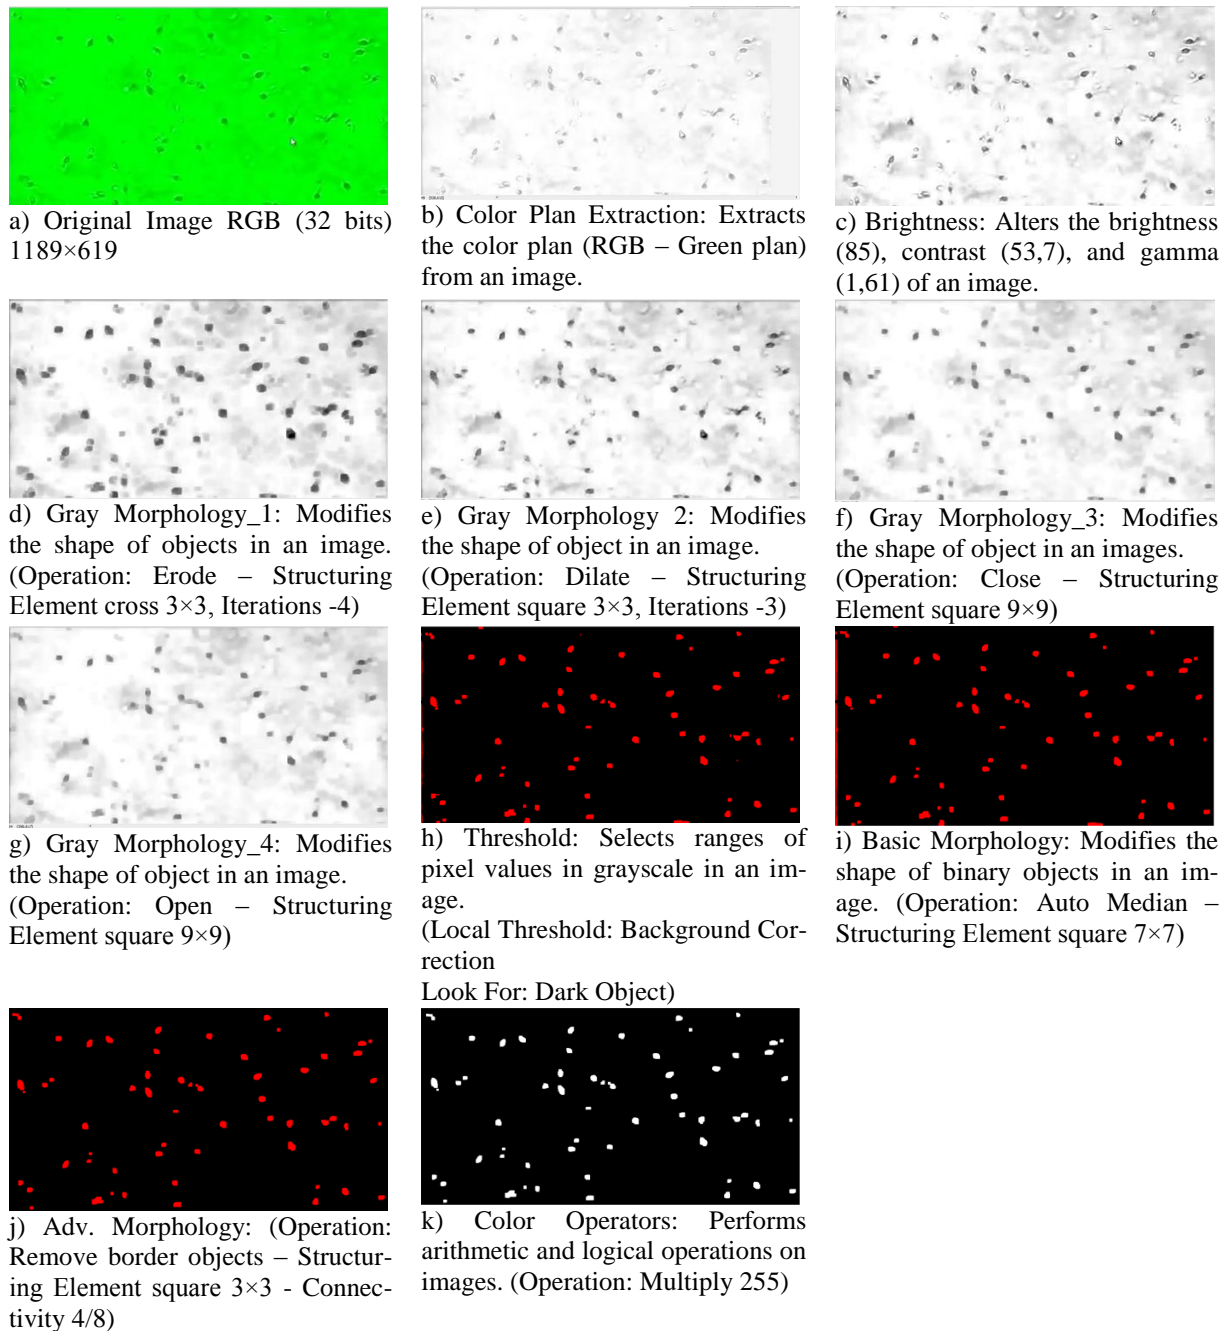 a) Original Image RGB (32 bits)
1189×619
b) Color Plan Extraction: Extracts
the color plan (RGB – Green plan)
from an image.
c) Brightness: Alters the brightness
(85), contrast (53,7), and gamma
(1,61) of an image.
d) Gray Morphology_1: Modifies
the shape of objects in an image.
(Operation: Erode – Structuring
Element cross 3×3, Iterations -4)
e) Gray Morphology 2: Modifies
the shape of object in an image.
(Operation: Dilate – Structuring
Element square 3×3, Iterations -3)
f) Gray Morphology_3: Modifies
the shape of object in an images.
(Operation: Close – Structuring
Element square 9×9)
g) Gray Morphology_4: Modifies
the shape of object in an image.
(Operation: Open – Structuring
Element square 9×9)
h) Threshold: Selects ranges of
pixel values in grayscale in an im-
age.
(Local Threshold: Background Cor-
rection
Look For: Dark Object)
i) Basic Morphology: Modifies the
shape of binary objects in an im-
age. (Operation: Auto Median –
Structuring Element square 7×7)
j) Adv. Morphology: (Operation:
Remove border objects – Structur-
ing Element square 3×3 - Connec-
tivity 4/8)
k) Color Operators: Performs
arithmetic and logical operations on
images. (Operation: Multiply 255)